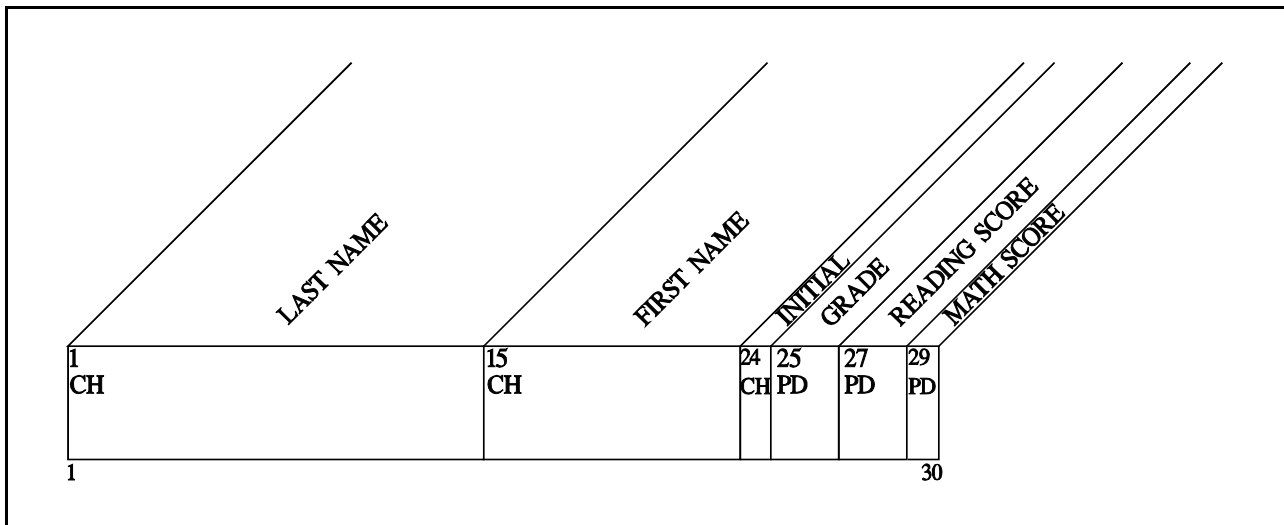 LAST NAME
FIRST NAME
INITIAL
GRADE
READING SCORE
MATH SCORE
1 15 24 25 27 29
CH CH CH PD PD PD
1 30